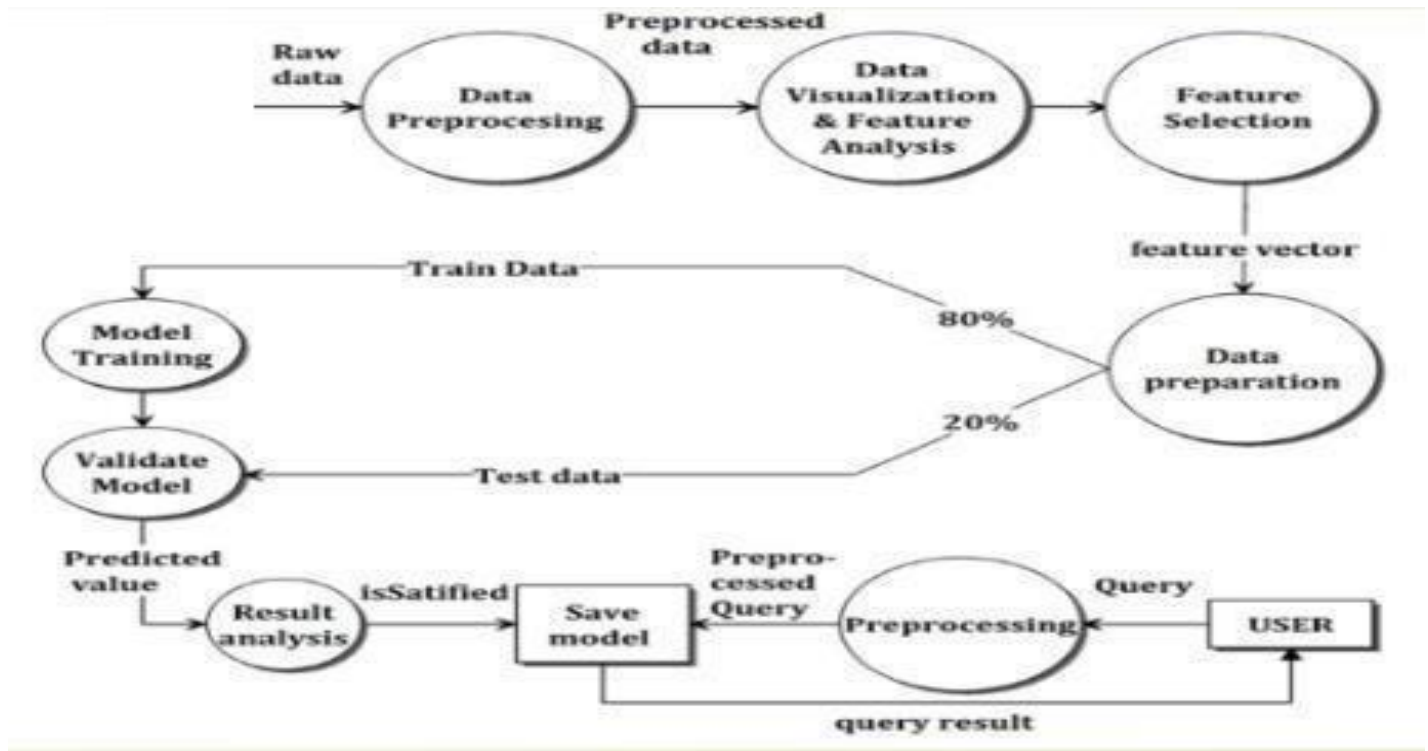 Raw
data
Data
Preprocesing
Preprocessed
data
Data
Visualization
& Feature
Analysis
Feature
Selection
feature vector
Data
preparation
80%
Train Data
20%
Test data
Model
Training
Validate
Model
Predicted
value
Result
analysis
isSatified
Save
model
Prepro-
cessed
Query
Preprocessing
Query
USER
query result